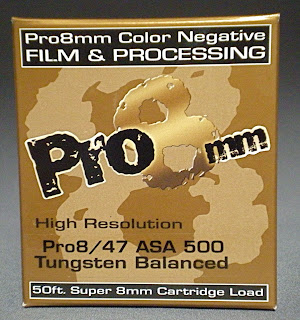 Pro8mm Color Negative
FILM & PROCESSING
Pro8mm
High Resolution
Pro8/47 ASA 500
Tungsten Balanced
50ft. Super 8mm Cartridge Load